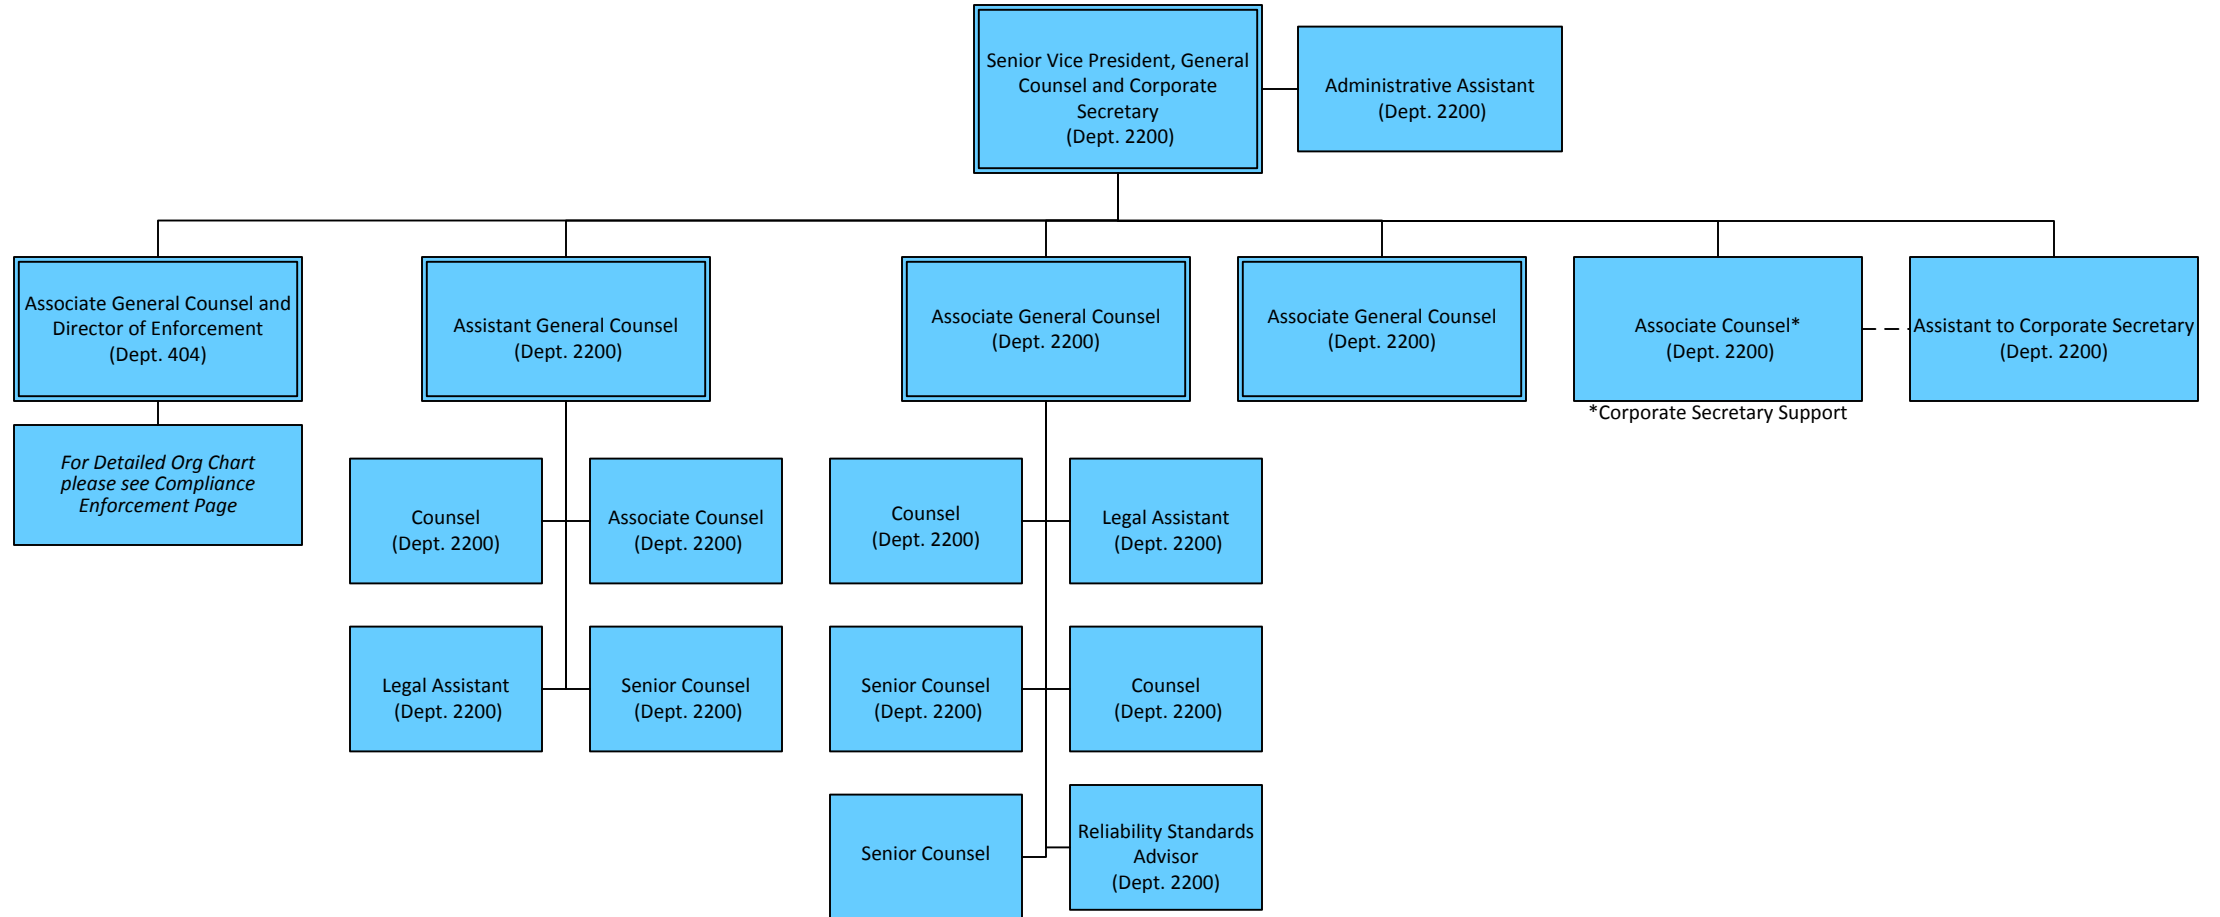 Senior Vice President, General
Counsel and Corporate
Secretary
(Dept. 2200)
Administrative Assistant
(Dept. 2200)
Associate General Counsel and
Director of Enforcement
(Dept. 404)
Assistant General Counsel
(Dept. 2200)
Associate General Counsel
(Dept. 2200)
Associate General Counsel
(Dept. 2200)
Associate Counsel*
(Dept. 2200)
Assistant to Corporate Secretary
(Dept. 2200)
*Corporate Secretary Support
For Detailed Org Chart
please see Compliance
Enforcement Page
Counsel
(Dept. 2200)
Associate Counsel
(Dept. 2200)
Counsel
(Dept. 2200)
Legal Assistant
(Dept. 2200)
Legal Assistant
(Dept. 2200)
Senior Counsel
(Dept. 2200)
Senior Counsel
(Dept. 2200)
Counsel
(Dept. 2200)
Senior Counsel
Reliability Standards
Advisor
(Dept. 2200)